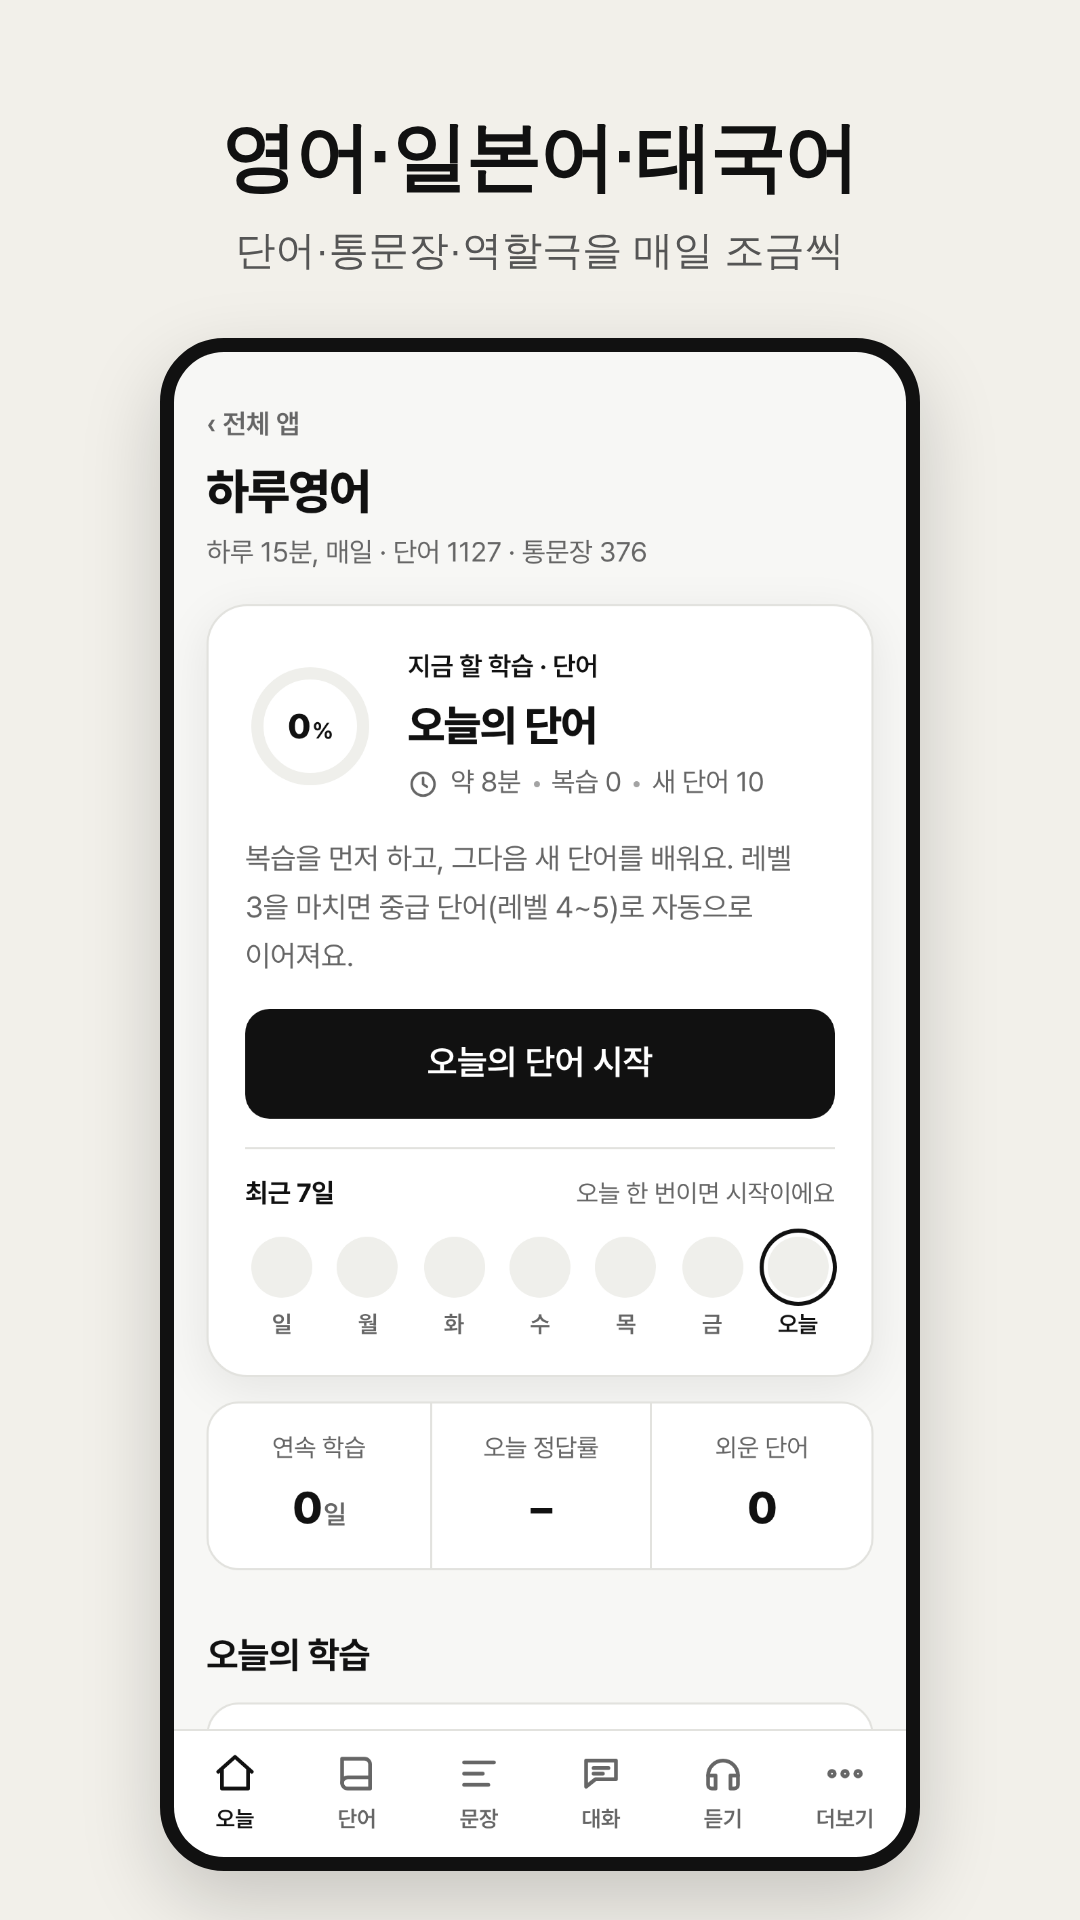 영어·일본어·태국어
단어·통문장·역할극을 매일 조금씩
‹ 전체 앱
하루영어
하루 15분, 매일 · 단어 1127 · 통문장 376
지금 할 학습 · 단어
0%
오늘의 단어
약 8분 • 복습 0 • 새 단어 10
복습을 먼저 하고, 그다음 새 단어를 배워요. 레벨
3을 마치면 중급 단어(레벨 4~5)로 자동으로
이어져요.
오늘의 단어 시작
최근 7일 오늘 한 번이면 시작이에요
일 월 화 수 목 금 오늘
연속 학습 오늘 정답률 외운 단어
0일 – 0
오늘의 학습
오늘 단어 문장 대화 듣기 더보기